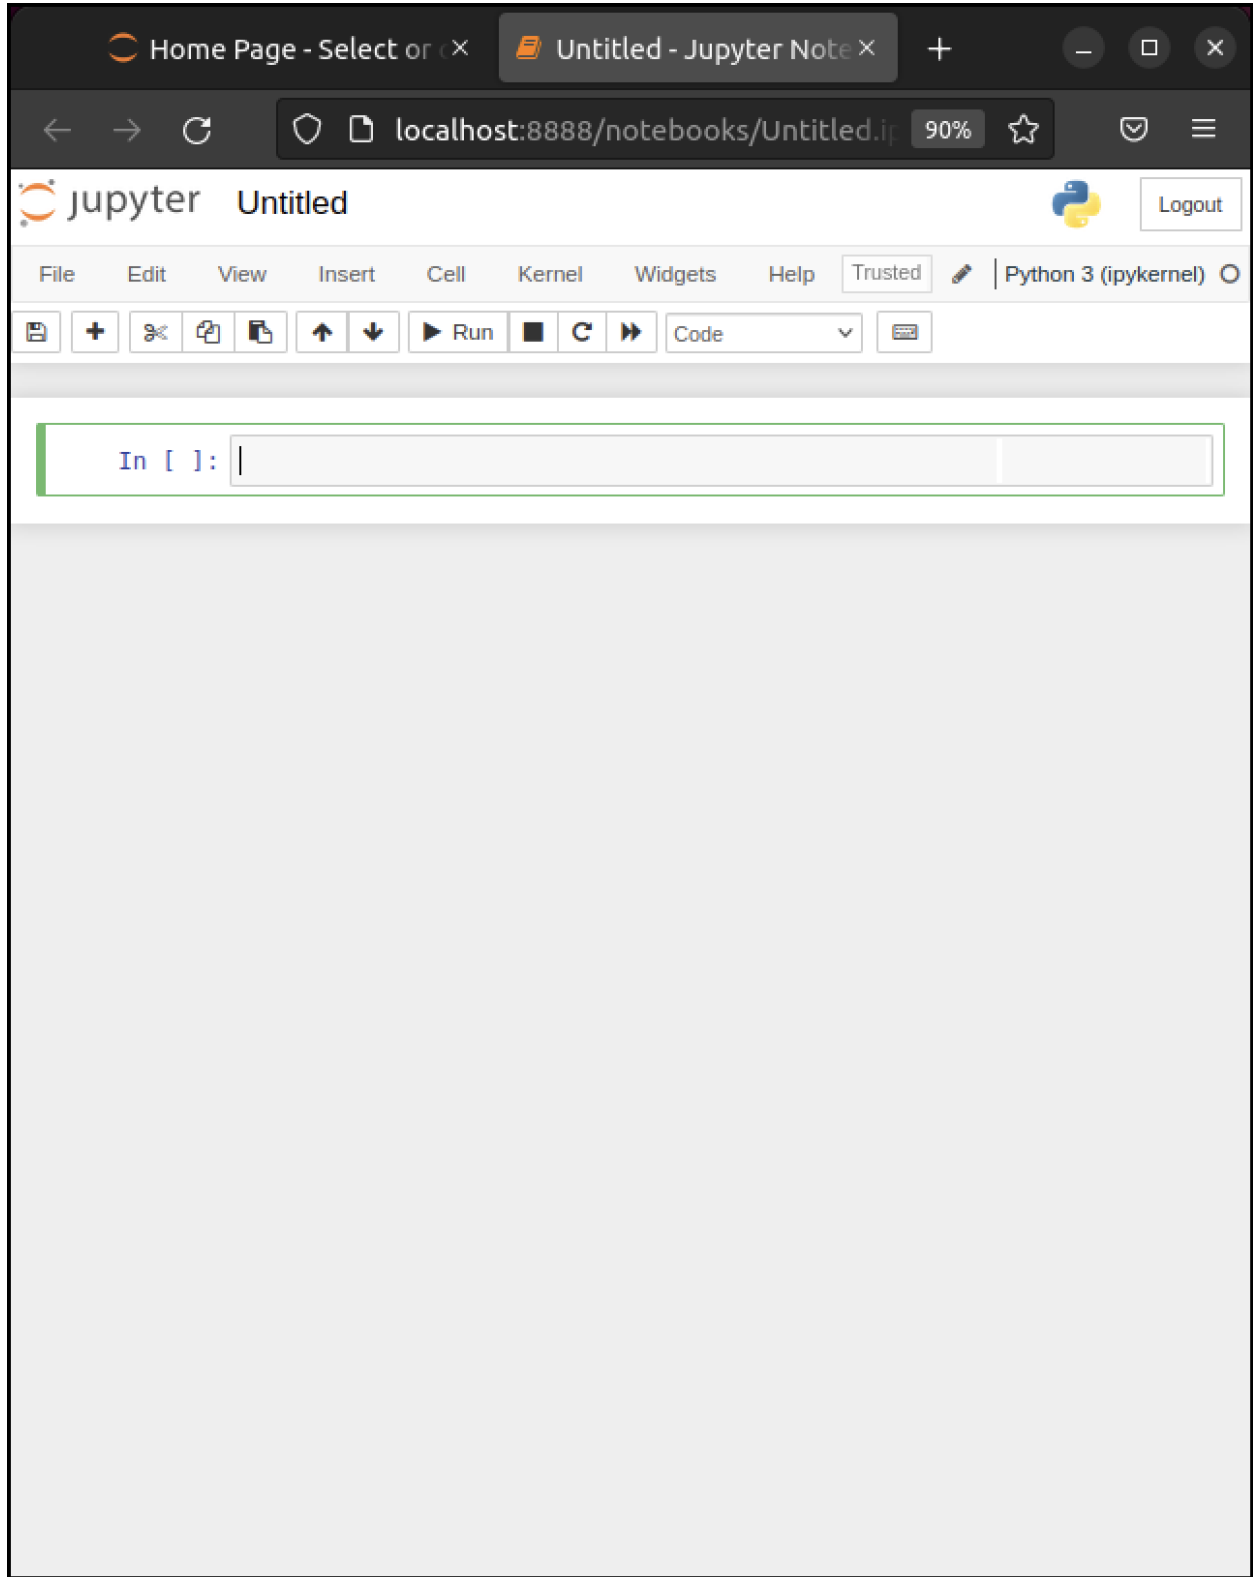 Home Page - Select or
Untitled - Jupyter Note
localhost:8888/notebooks/Untitled.ip
90%
jupyter Untitled
Logout
File Edit View Insert Cell Kernel Widgets Help Trusted Python 3 (ipykernel)
Run Code
In [ ]: